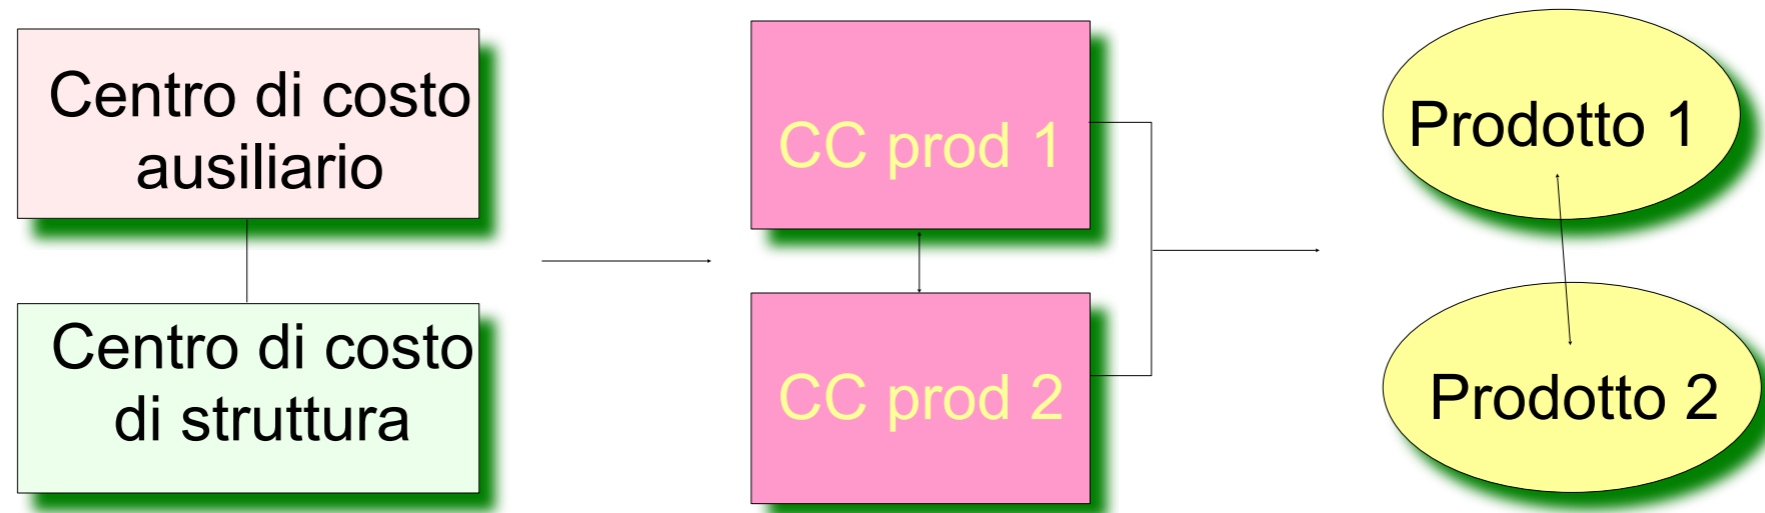 Centro di costo
ausiliario
Centro di costo
di struttura
CC prod 1
CC prod 2
Prodotto 1
Prodotto 2